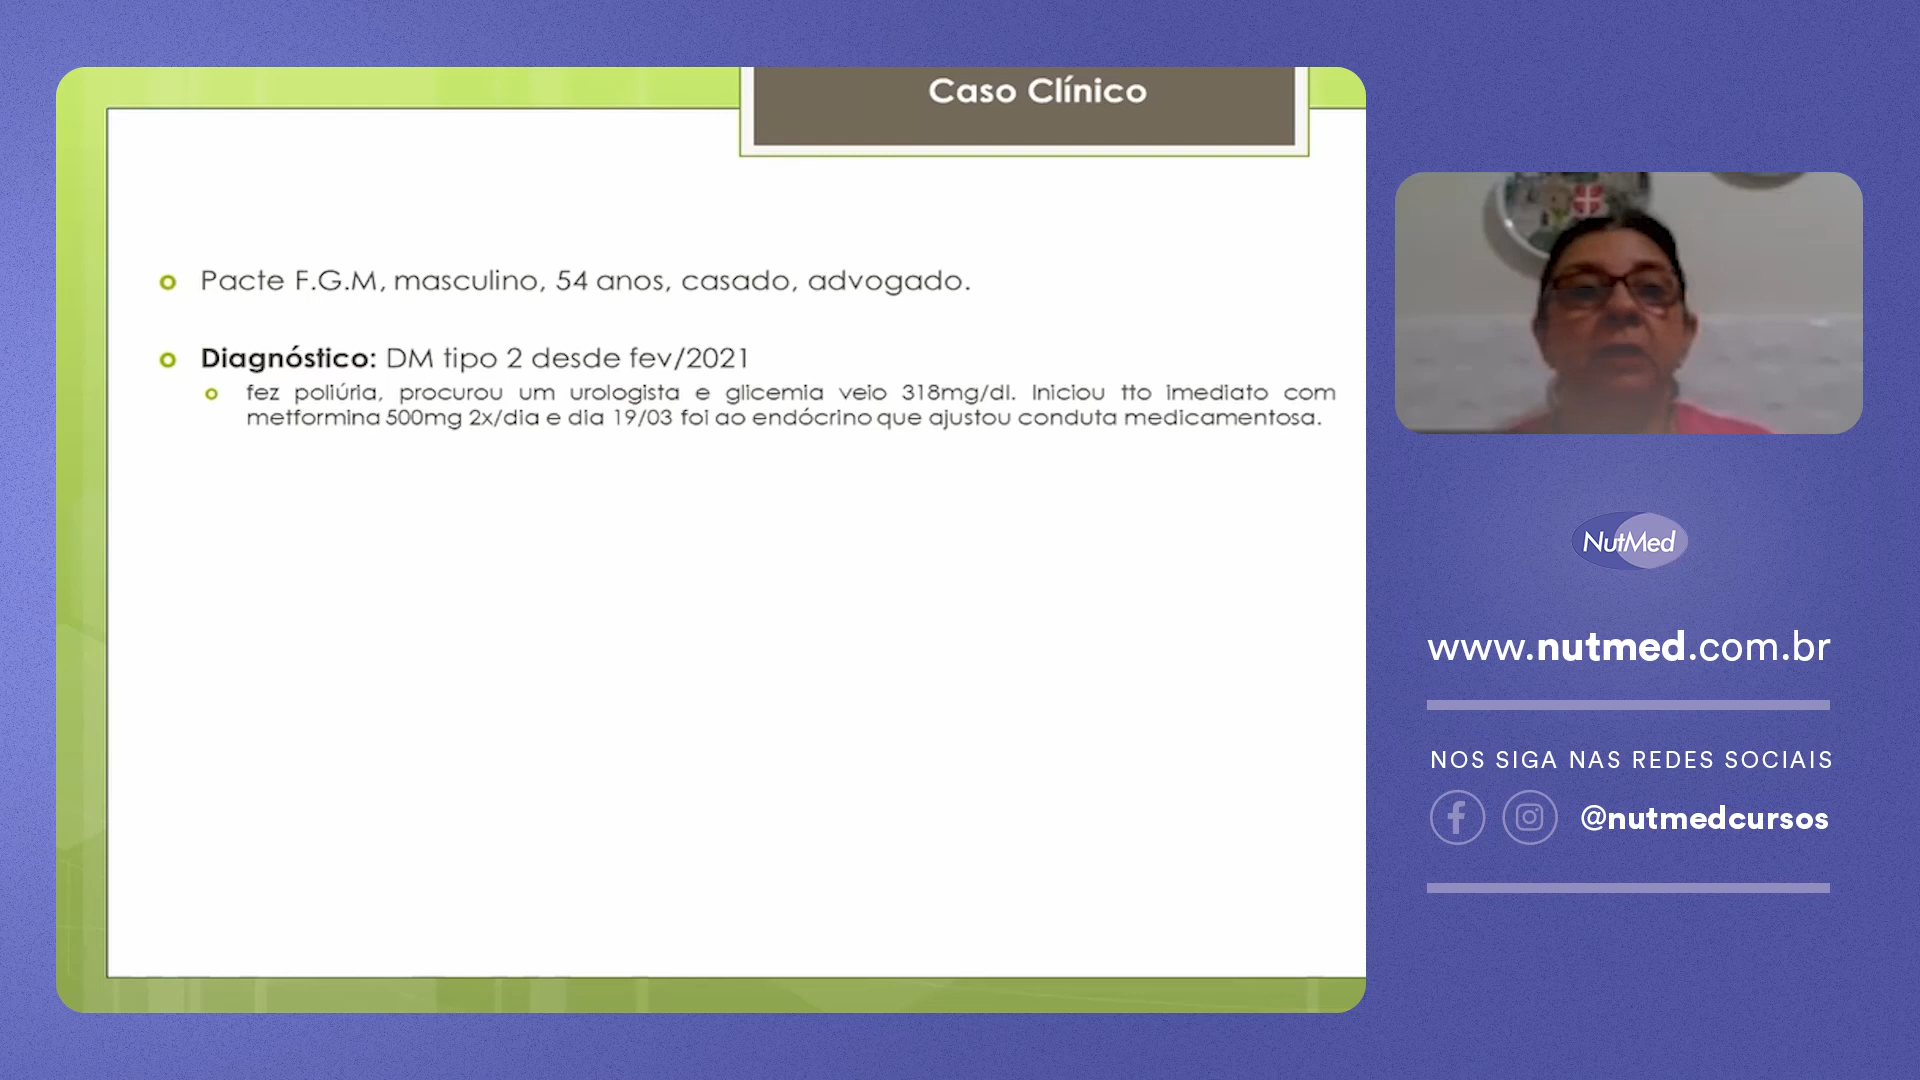 Caso Clínico
Pacte F.G.M, masculino, 54 anos, casado, advogado.
Diagnóstico: DM tipo 2 desde fev/2021
fez poliúria, procurou um urologista e glicemia veio 318mg/dl. Iniciou tto imediato com
metformina 500mg 2x/dia e dia 19/03 foi ao endócrino que ajustou conduta medicamentosa.
NutMed
www.nutmed.com.br
NOS SIGA NAS REDES SOCIAIS
@nutmedcursos